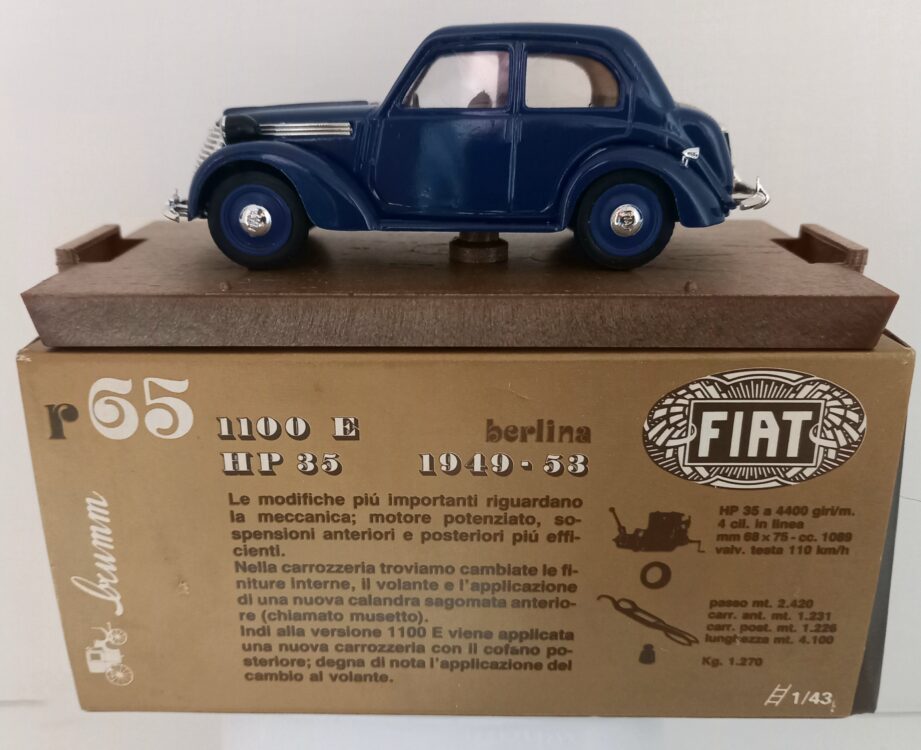 r65
1100 E berlina
HP 35 1949-53
FIAT
brumm
Le modifiche piú importanti riguardano
la meccanica; motore potenziato, so-
spensioni anteriori e posteriori piú effi-
cienti.
Nella carrozzeria troviamo cambiate le fi-
niture interne, il volante e l'applicazione
di una nuova calandra sagomata anterio-
re (chiamato musetto).
Indi alla versione 1100 E viene applicata
una nuova carrozzeria con il cofano po-
steriore; degna di nota l'applicazione del
cambio al volante.
HP 35 a 4400 giri/m.
4 cil. in linea
mm 68 x 75 - cc. 1089
valv. testa 110 km/h
passo mt. 2.420
carr. ant. mt. 1.231
carr. post. mt. 1.226
lunghezza mt. 4.100
Kg. 1.270
1/43